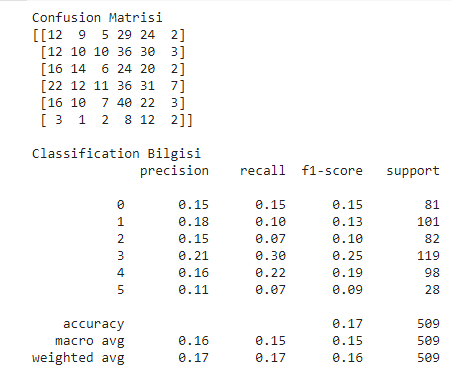 Confusion Matrisi
[[12  9  5 29 24  2]
 [12 10 10 36 30  3]
 [16 14  6 24 20  2]
 [22 12 11 36 31  7]
 [16 10  7 40 22  3]
 [ 3  1  2  8 12  2]]
Classification Bilgisi
              precision    recall  f1-score   support
           0       0.15      0.15      0.15        81
           1       0.18      0.10      0.13       101
           2       0.15      0.07      0.10        82
           3       0.21      0.30      0.25       119
           4       0.16      0.22      0.19        98
           5       0.11      0.07      0.09        28
    accuracy                           0.17       509
   macro avg       0.16      0.15      0.15       509
weighted avg       0.17      0.17      0.16       509